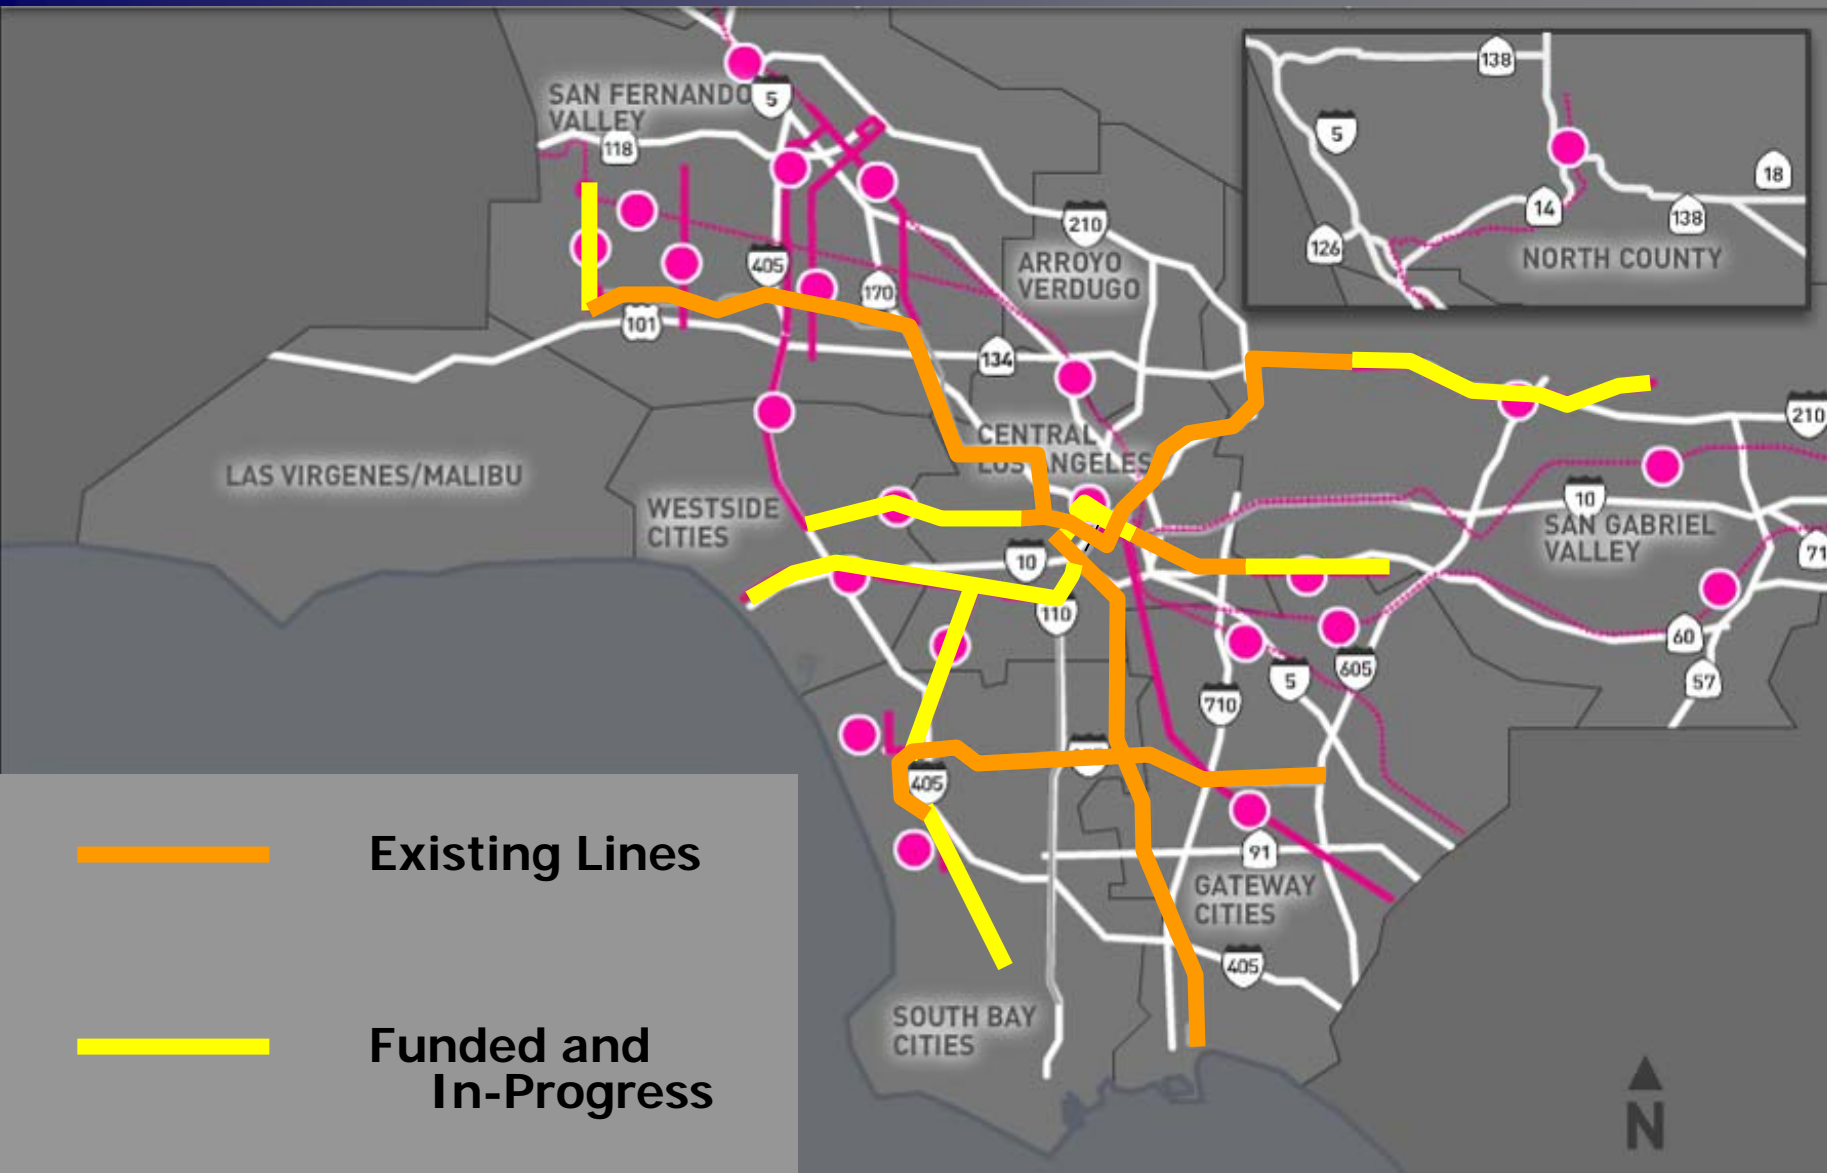 SAN FERNANDO
VALLEY
5
118
405
170
101
134
210
ARROYO
VERDUGO
138
5
18
14
138
126
NORTH COUNTY
LAS VIRGENES/MALIBU
WESTSIDE
CITIES
CENTRAL
LOS ANGELES
210
10
SAN GABRIEL
VALLEY
71
10
110
60
57
605
5
710
405
91
GATEWAY
CITIES
405
SOUTH BAY
CITIES
Existing Lines
Funded and
In-Progress
N